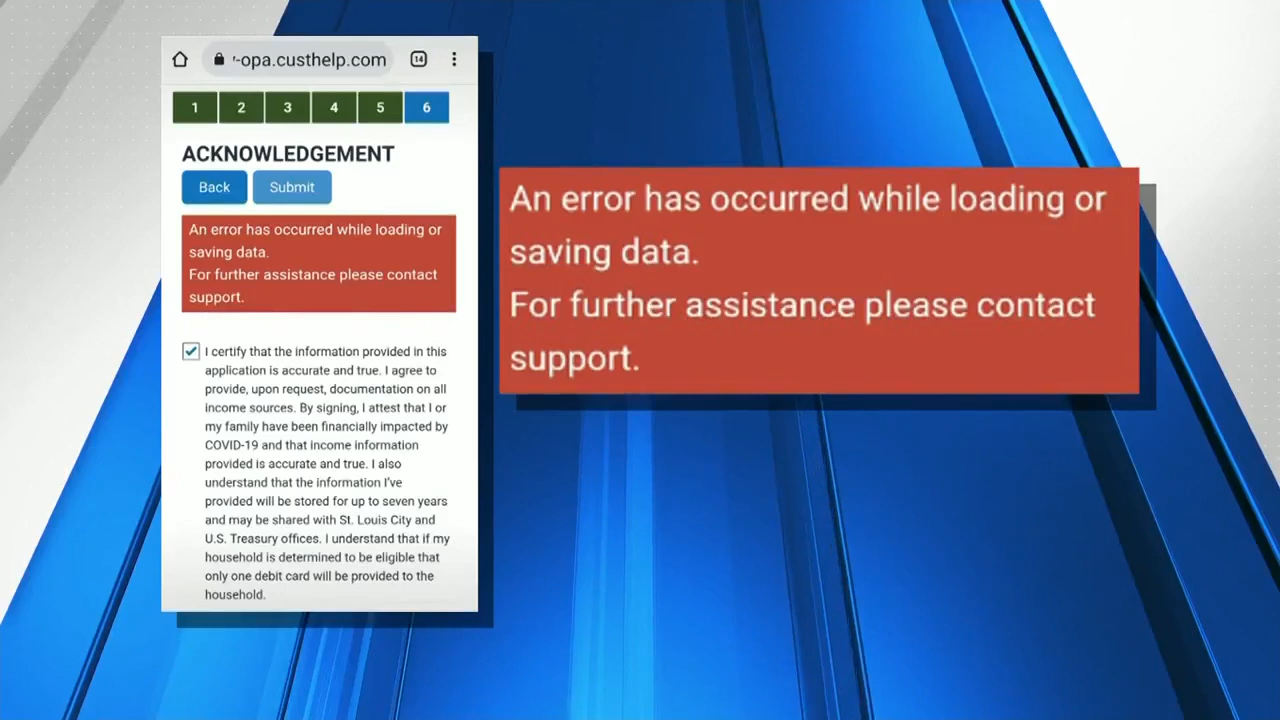 -opa.custhelp.com
14
1 2 3 4 5 6
ACKNOWLEDGEMENT
Back Submit
An error has occurred while loading or
saving data.
For further assistance please contact
support.
I certify that the information provided in this
application is accurate and true. I agree to
provide, upon request, documentation on all
income sources. By signing, I attest that I or
my family have been financially impacted by
COVID-19 and that income information
provided is accurate and true. I also
understand that the information I've
provided will be stored for up to seven years
and may be shared with St. Louis City and
U.S. Treasury offices. I understand that if my
household is determined to be eligible that
only one debit card will be provided to the
household.
An error has occurred while loading or
saving data.
For further assistance please contact
support.